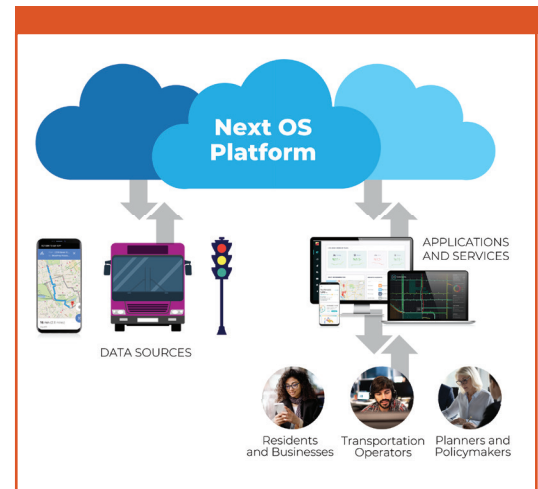 Next OS
Platform
APPLICATIONS
AND SERVICES
DATA SOURCES
Residents
and Businesses
Transportation
Operators
Planners and
Policymakers